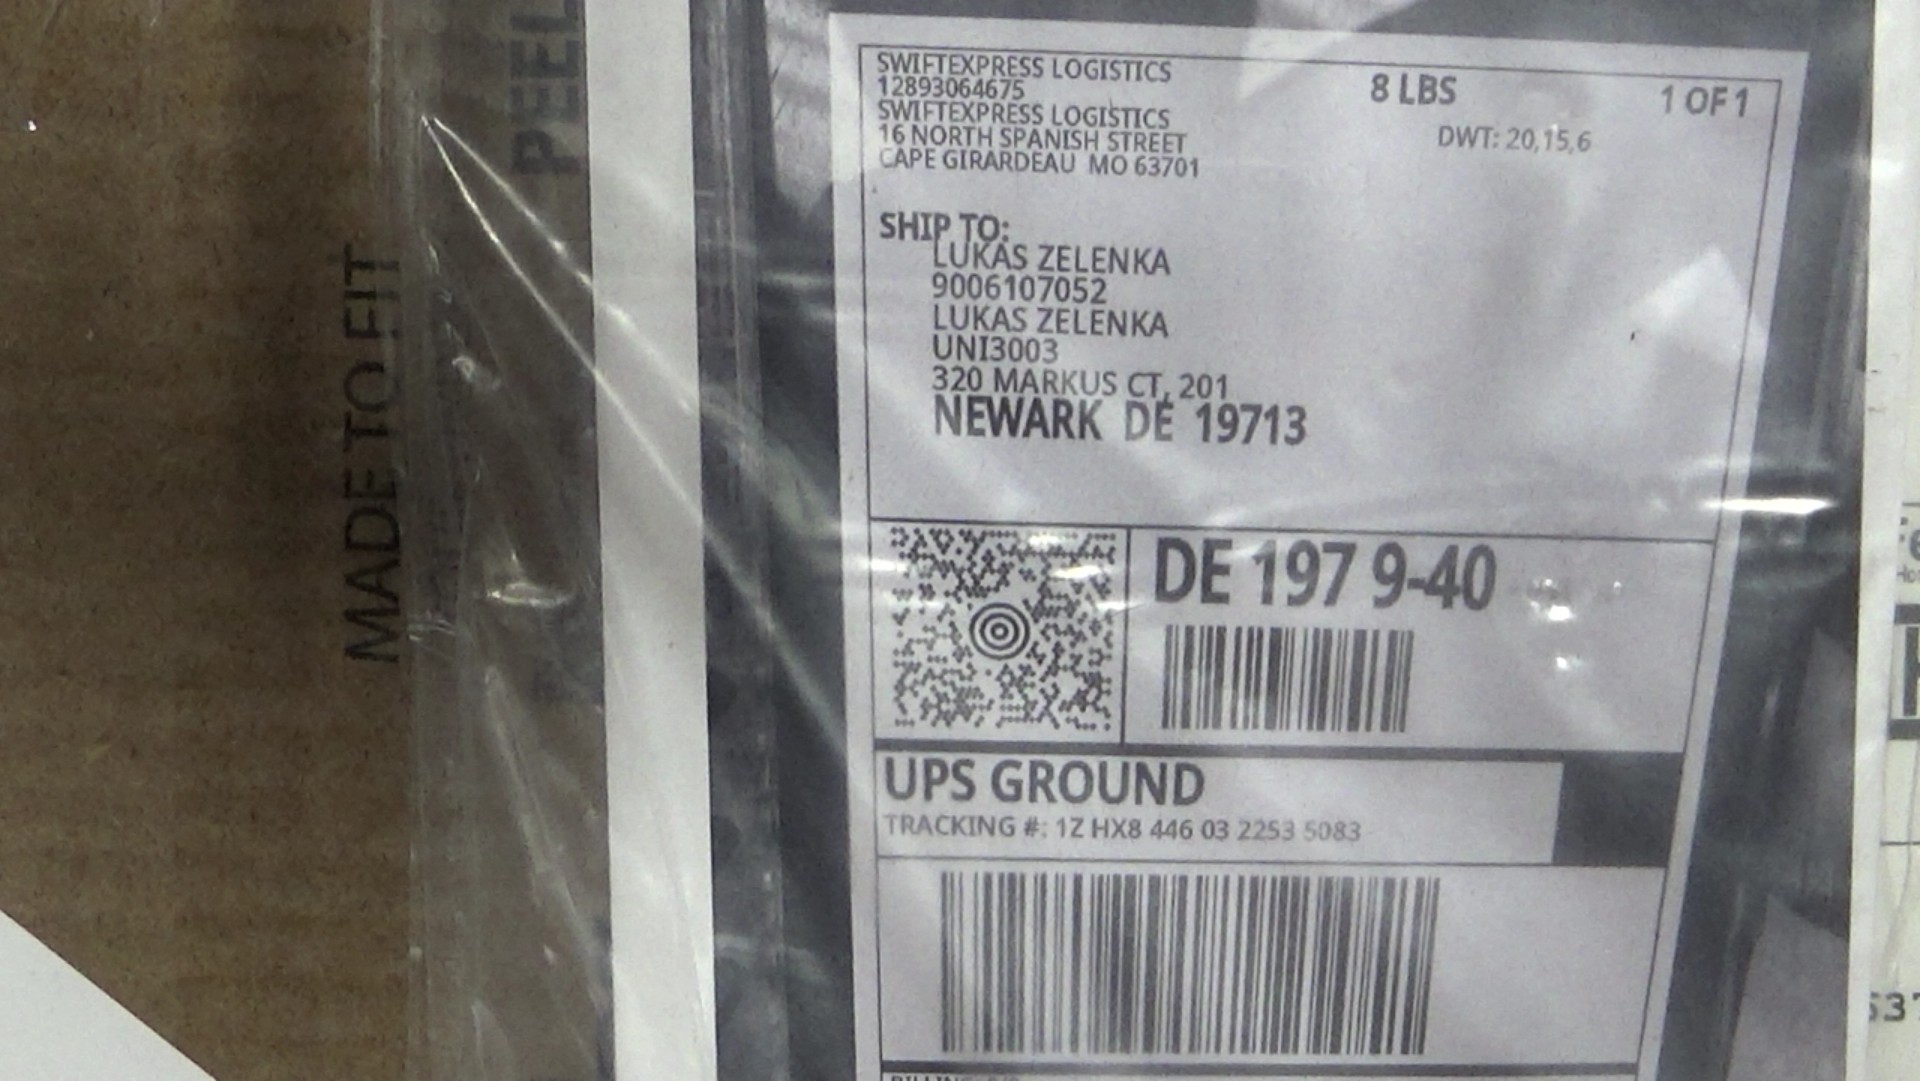 PEEL
MADE TO FIT
SWIFTEXPRESS LOGISTICS
12893064675
SWIFTEXPRESS LOGISTICS
16 NORTH SPANISH STREET
CAPE GIRARDEAU MO 63701
8 LBS
1 OF 1
DWT: 20,15,6
SHIP TO:
LUKAS ZELENKA
9006107052
LUKAS ZELENKA
UNI3003
320 MARKUS CT, 201
NEWARK DE 19713
DE 197 9-40
UPS GROUND
TRACKING #: 1Z HX8 446 03 2253 5083